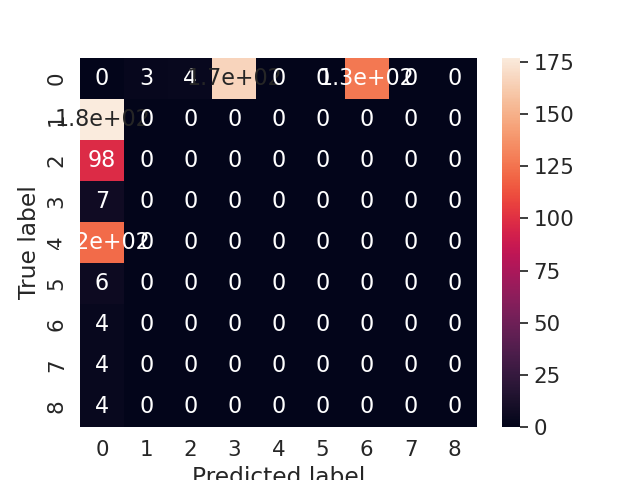 0 0 3 4 1.7e+02 0 0 1.3e+02 0 0
1 1.8e+02 0 0 0 0 0 0 0 0
2 98 0 0 0 0 0 0 0 0
3 7 0 0 0 0 0 0 0 0
4 2e+02 0 0 0 0 0 0 0 0
5 6 0 0 0 0 0 0 0 0
6 4 0 0 0 0 0 0 0 0
7 4 0 0 0 0 0 0 0 0
8 4 0 0 0 0 0 0 0 0
0 1 2 3 4 5 6 7 8
Predicted label
True label
175
150
125
100
75
50
25
0